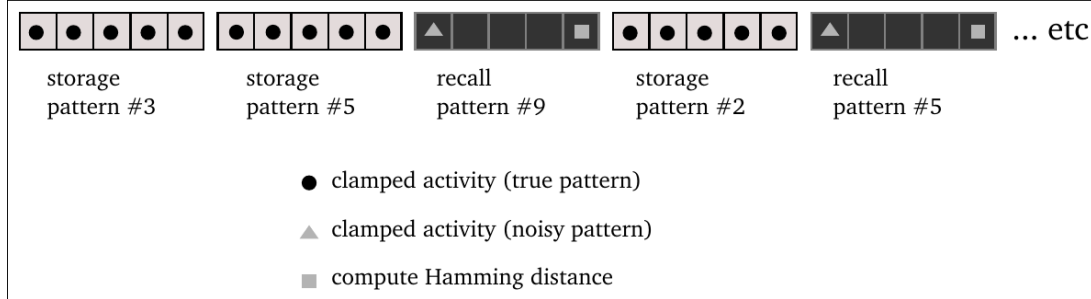 ... etc
storage
pattern #3
storage
pattern #5
recall
pattern #9
storage
pattern #2
recall
pattern #5
clamped activity (true pattern)
clamped activity (noisy pattern)
compute Hamming distance